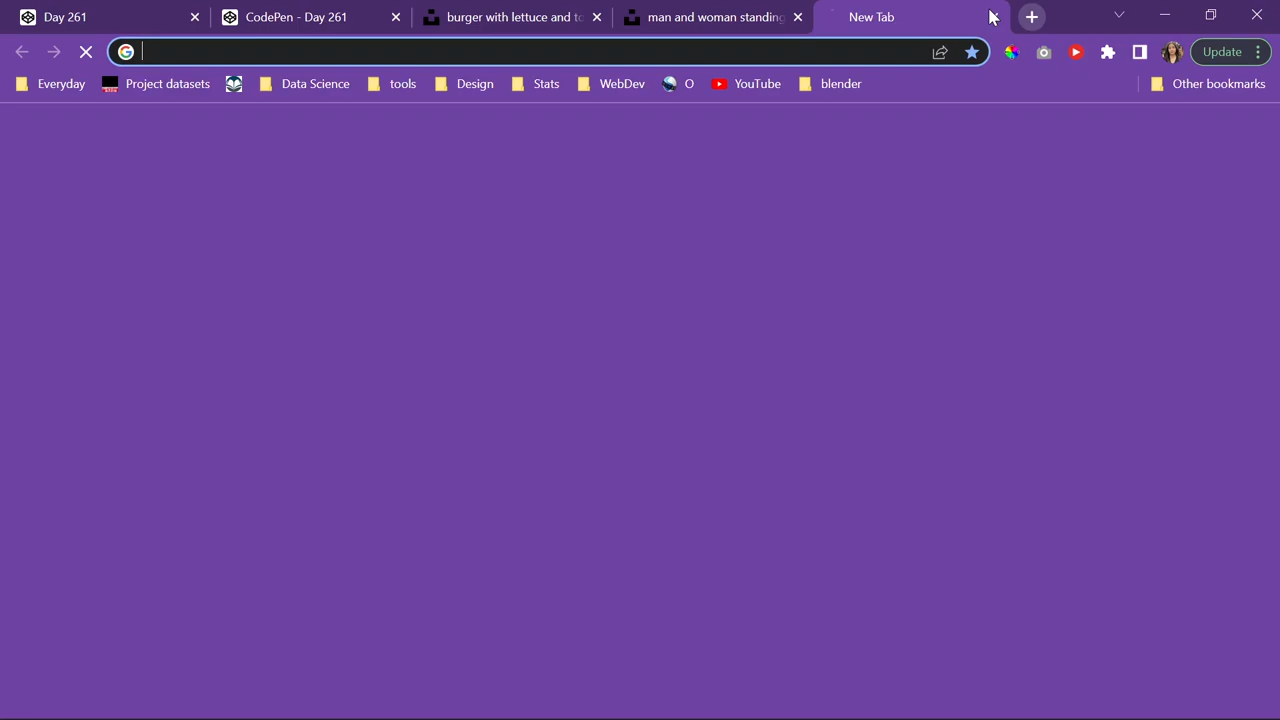 Day 261
CodePen - Day 261
burger with lettuce and to
man and woman standing
New Tab
Update
Everyday
Project datasets
Data Science
tools
Design
Stats
WebDev
O
YouTube
blender
Other bookmarks